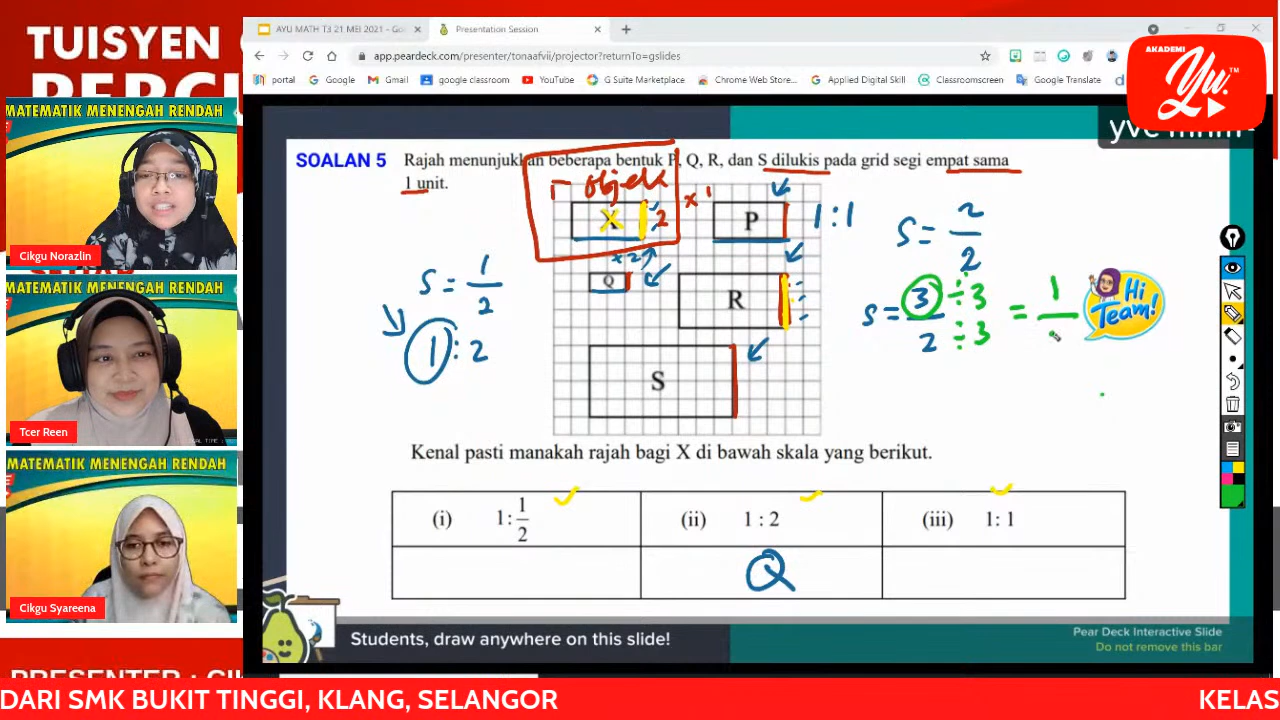 TUISYEN
AYU MATH T3 21 MEI 2021 - Go
Presentation Session
app.peardeck.com/presenter/tonaafvii/projector?returnTo=gslides
portal
Google
Gmail
google classroom
YouTube
G Suite Marketplace
Chrome Web Store...
Applied Digital Skill
Classroomscreen
Google Translate
AKADEMI
Yu.
TM
MATEMATIK MENENGAH RENDAH
Cikgu Norazlin
MATEMATIK MENENGAH RENDAH
Tcer Reen
MATEMATIK MENENGAH RENDAH
Cikgu Syareena
SOALAN 5 Rajah menunjukkan beberapa bentuk P, Q, R, dan S dilukis pada grid segi empat sama
1 unit.
objek
X 2
x 1
P 1:1
S = 2/2
x 2
Q
R
S
S = 1/2
1:2
S = 3 ÷ 3 / 2 ÷ 3 = 1
Hi Team!
Kenal pasti manakah rajah bagi X di bawah skala yang berikut.
(i) 1: 1/2 (ii) 1 : 2 (iii) 1: 1
Q
Students, draw anywhere on this slide!
Pear Deck Interactive Slide
Do not remove this bar
DARI SMK BUKIT TINGGI, KLANG, SELANGOR
KELAS